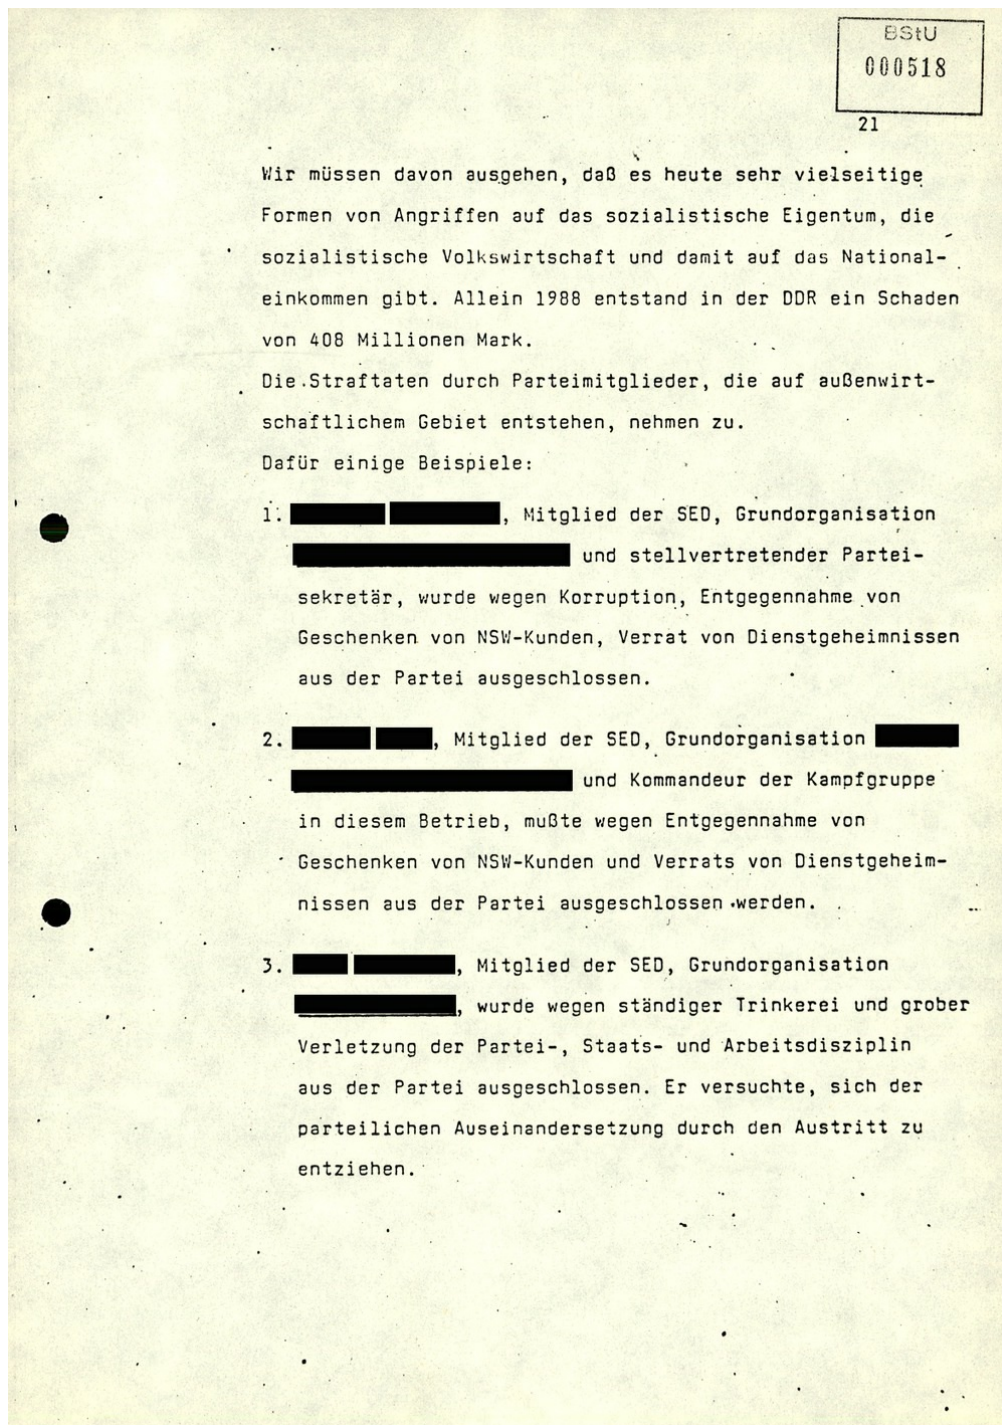 BStU
000518
21
Wir müssen davon ausgehen, daß es heute sehr vielseitige
Formen von Angriffen auf das sozialistische Eigentum, die
sozialistische Volkswirtschaft und damit auf das National-
einkommen gibt. Allein 1988 entstand in der DDR ein Schaden
von 408 Millionen Mark.
Die Straftaten durch Parteimitglieder, die auf außenwirt-
schaftlichem Gebiet entstehen, nehmen zu.
Dafür einige Beispiele:
1. , Mitglied der SED, Grundorganisation
und stellvertretender Partei-
sekretär, wurde wegen Korruption, Entgegennahme von
Geschenken von NSW-Kunden, Verrat von Dienstgeheimnissen
aus der Partei ausgeschlossen.
2. , Mitglied der SED, Grundorganisation
und Kommandeur der Kampfgruppe
in diesem Betrieb, mußte wegen Entgegennahme von
Geschenken von NSW-Kunden und Verrats von Dienstgeheim-
nissen aus der Partei ausgeschlossen werden.
3. , Mitglied der SED, Grundorganisation
, wurde wegen ständiger Trinkerei und grober
Verletzung der Partei-, Staats- und Arbeitsdisziplin
aus der Partei ausgeschlossen. Er versuchte, sich der
parteilichen Auseinandersetzung durch den Austritt zu
entziehen.